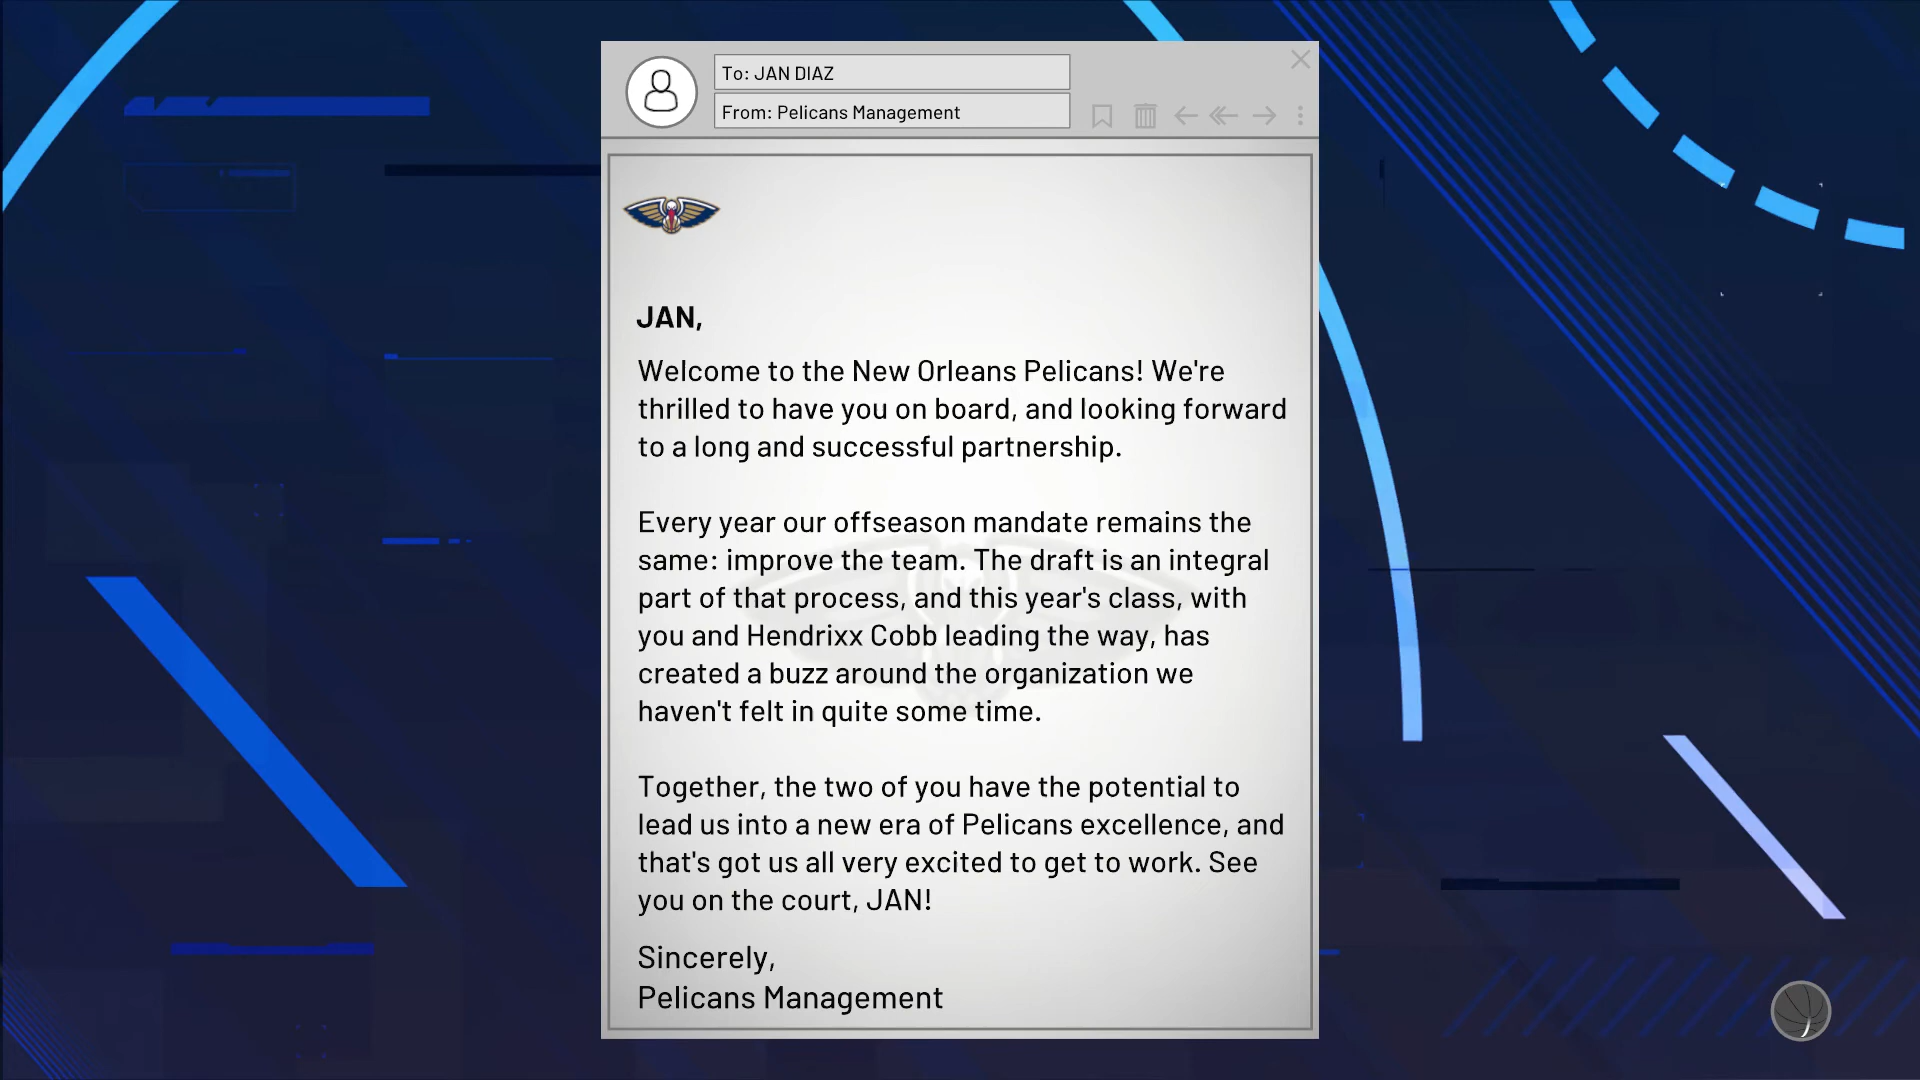 To: JAN DIAZ
From: Pelicans Management
JAN,
Welcome to the New Orleans Pelicans! We're
thrilled to have you on board, and looking forward
to a long and successful partnership.
Every year our offseason mandate remains the
same: improve the team. The draft is an integral
part of that process, and this year's class, with
you and Hendrixx Cobb leading the way, has
created a buzz around the organization we
haven't felt in quite some time.
Together, the two of you have the potential to
lead us into a new era of Pelicans excellence, and
that's got us all very excited to get to work. See
you on the court, JAN!
Sincerely,
Pelicans Management